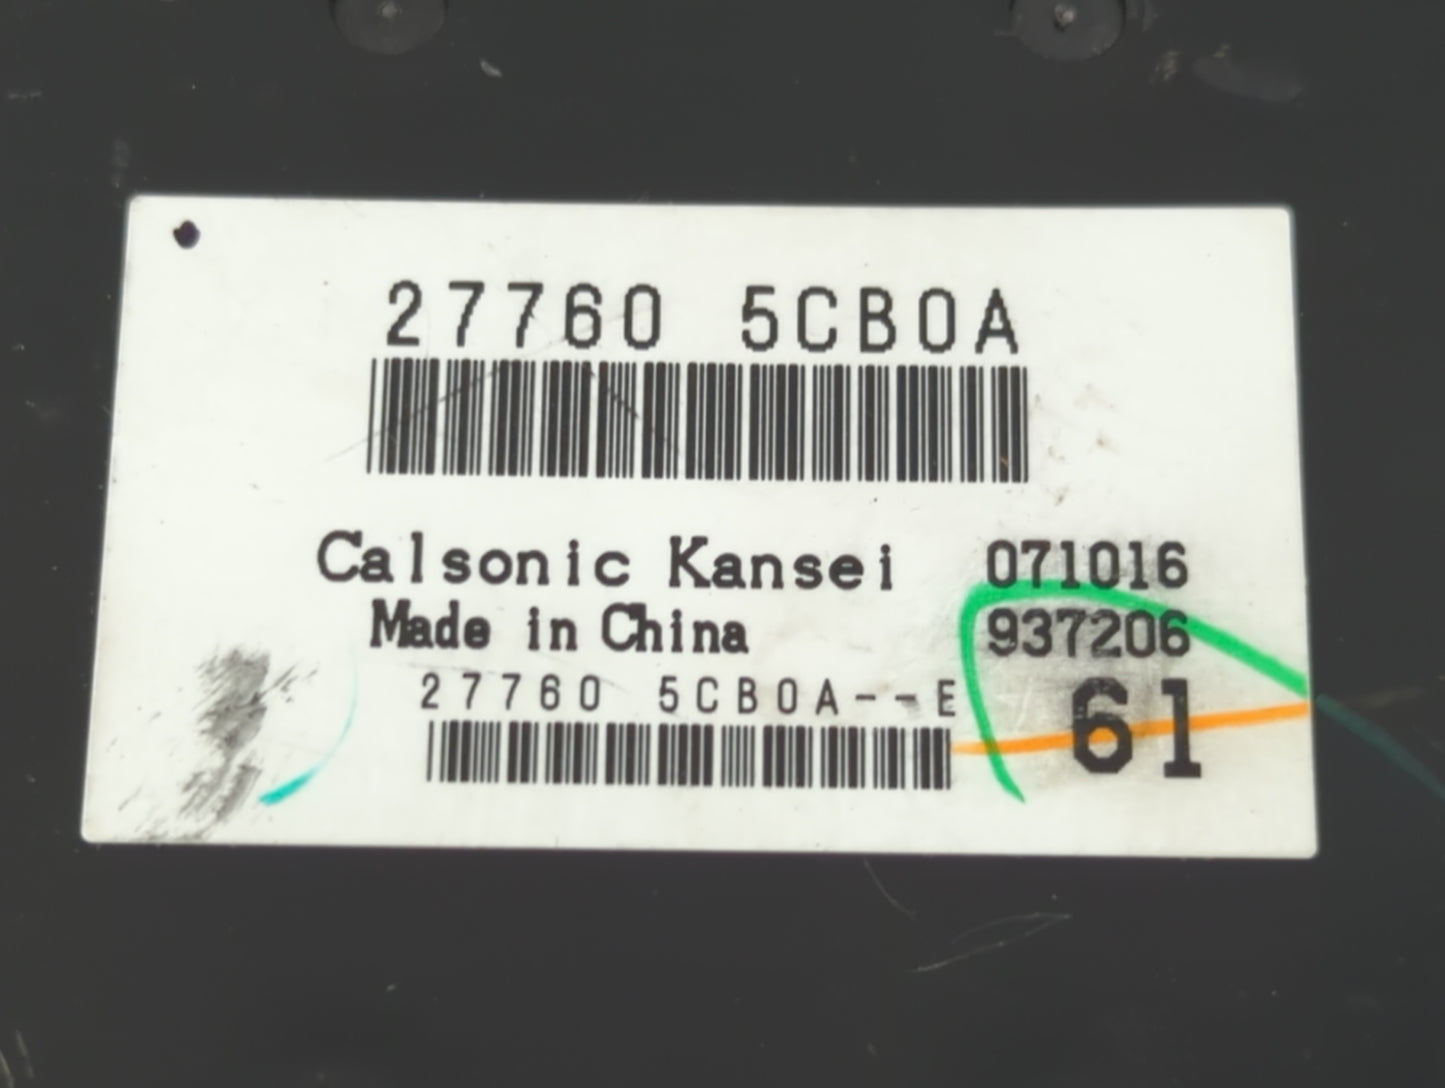 27760 5CB0A
Calsonic Kansei 071016
Made in China 937206
27760 5CB0A--E
61